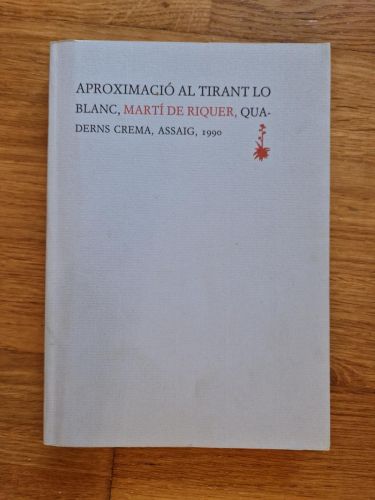 APROXIMACIÓ AL TIRANT LO
BLANC, MARTÍ DE RIQUER, QUA-
DERNS CREMA, ASSAIG, 1990